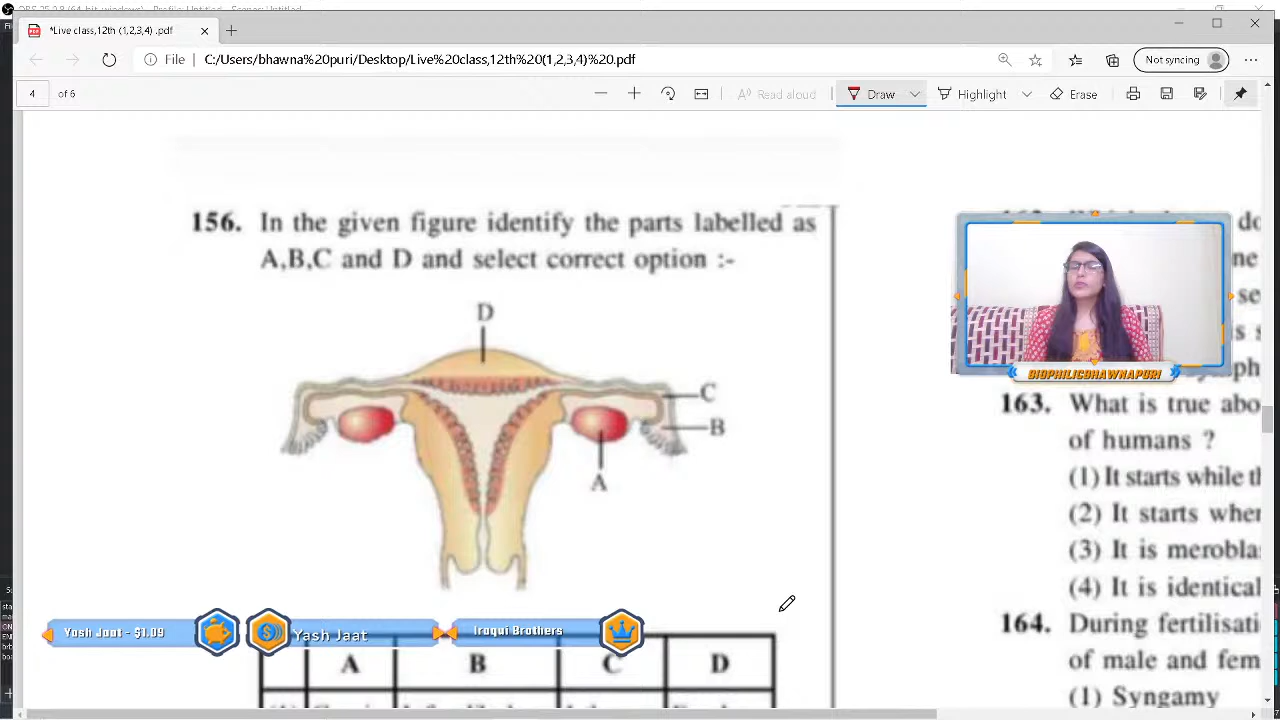 *Live class,12th (1,2,3,4) .pdf
File
C:/Users/bhawna%20puri/Desktop/Live%20class,12th%20(1,2,3,4)%20.pdf
Not syncing
4 of 6
Read aloud
Draw
Highlight
Erase
156. In the given figure identify the parts labelled as
A,B,C and D and select correct option :-
D
C
B
A
A B C D
BIOPHILICBHAWNAPURI
163. What is true abo
of humans ?
(1) It starts while t
(2) It starts when
(3) It is merobla
(4) It is identical
164. During fertilisati
of male and fem
(1) Syngamy
Yash Jaat - $1.09
Yash Jaat
Iraqui Brothers